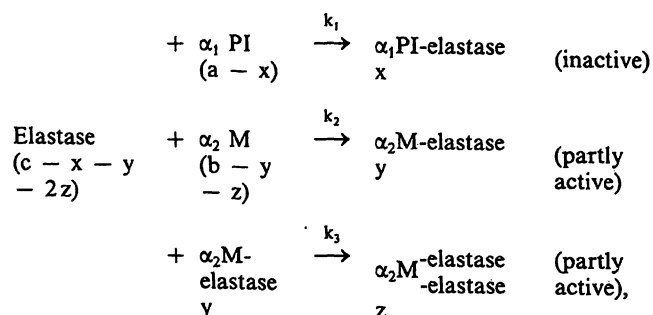 k₁
+ α₁ PI ⟶ α₁PI-elastase (inactive)
(a − x) x
k₂
Elastase + α₂ M ⟶ α₂M-elastase (partly
(c − x − y (b − y y active)
− 2z) − z)
k₃
+ α₂M- ⟶ α₂M-elastase (partly
elastase -elastase active),
y z